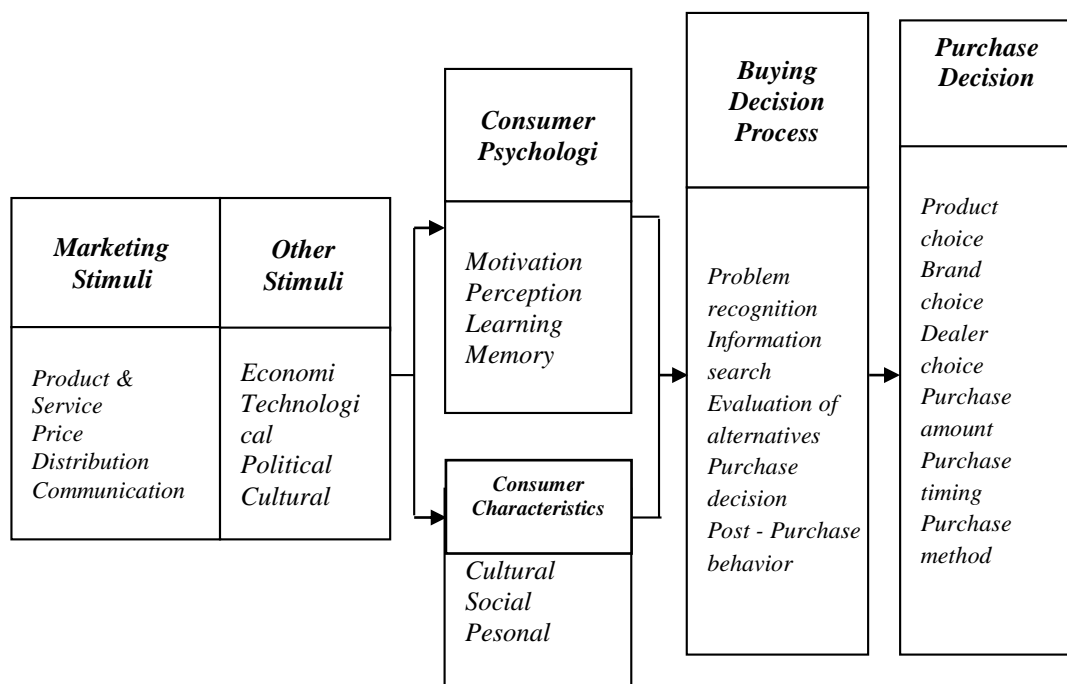 Marketing
Stimuli
Product &
Service
Price
Distribution
Communication
Other
Stimuli
Economi
Technologi
cal
Political
Cultural
Consumer
Psychologi
Motivation
Perception
Learning
Memory
Consumer
Characteristics
Cultural
Social
Pesonal
Buying
Decision
Process
Problem
recognition
Information
search
Evaluation of
alternatives
Purchase
decision
Post - Purchase
behavior
Purchase
Decision
Product
choice
Brand
choice
Dealer
choice
Purchase
amount
Purchase
timing
Purchase
method